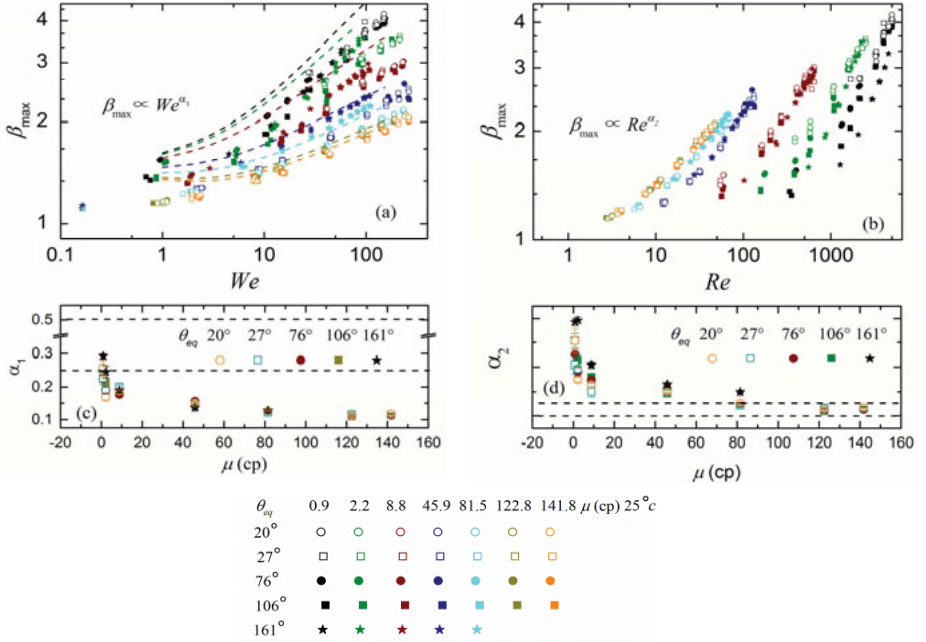 4
3
2
1
β_max
β_max ∝ We^α₁
(a)
0.1 1 10 100
We
4
3
2
1
β_max
β_max ∝ Re^α₂
(b)
1 10 100 1000
Re
0.5
0.3
0.2
0.1
α₁
θ_eq 20° 27° 76° 106° 161°
(c)
-20 0 20 40 60 80 100 120 140 160
μ (cp)
α₂
θ_eq 20° 27° 76° 106° 161°
(d)
-20 0 20 40 60 80 100 120 140 160
μ (cp)
θ_eq 0.9 2.2 8.8 45.9 81.5 122.8 141.8 μ (cp) 25°c
20°
27°
76°
106°
161°